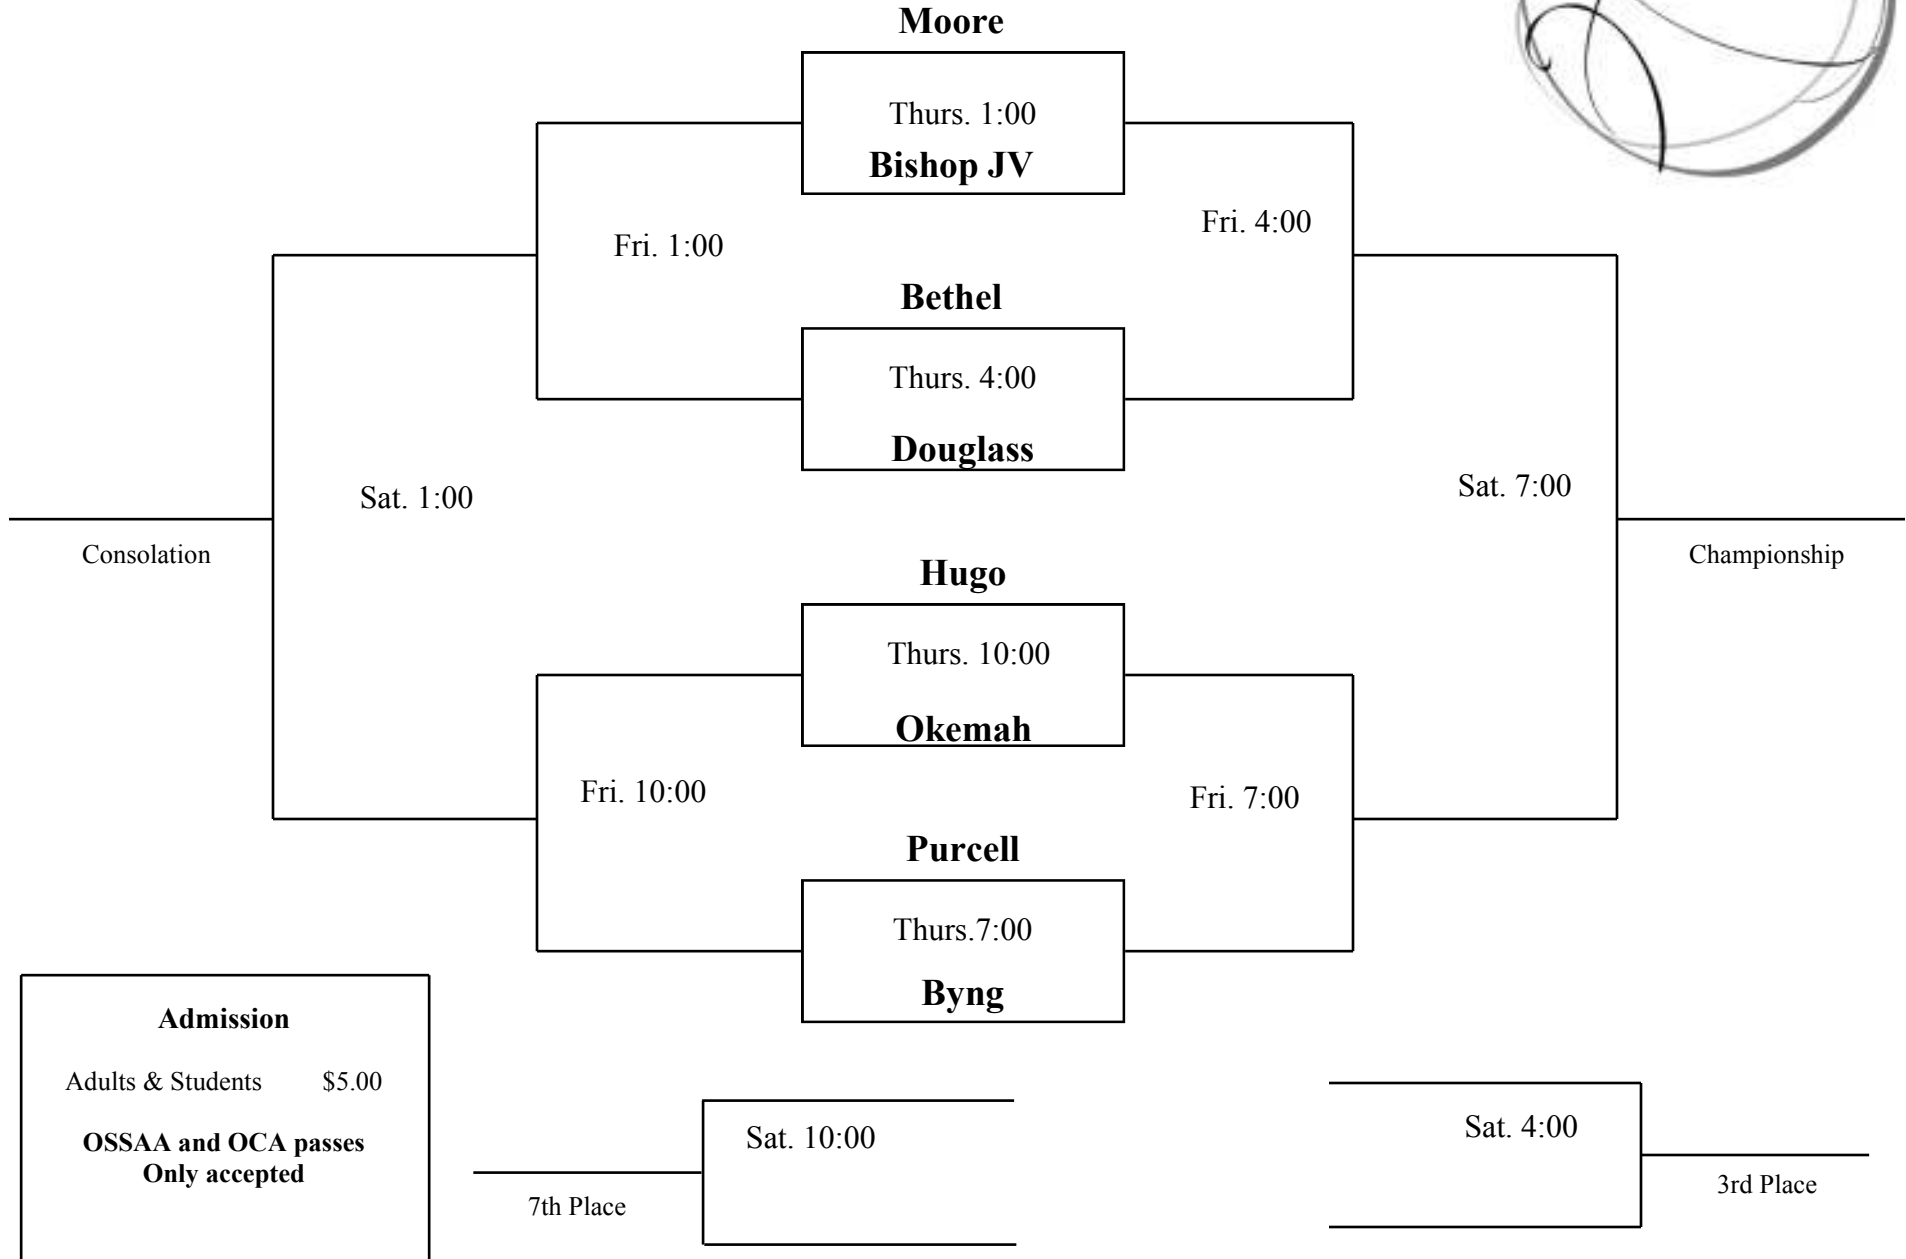 Moore
Thurs. 1:00
Bishop JV
Fri. 1:00
Fri. 4:00
Bethel
Thurs. 4:00
Douglass
Sat. 1:00
Sat. 7:00
Consolation
Championship
Hugo
Thurs. 10:00
Okemah
Fri. 10:00
Fri. 7:00
Purcell
Thurs.7:00
Byng
Admission
Adults & Students $5.00
OSSAA and OCA passes
Only accepted
Sat. 10:00
7th Place
Sat. 4:00
3rd Place